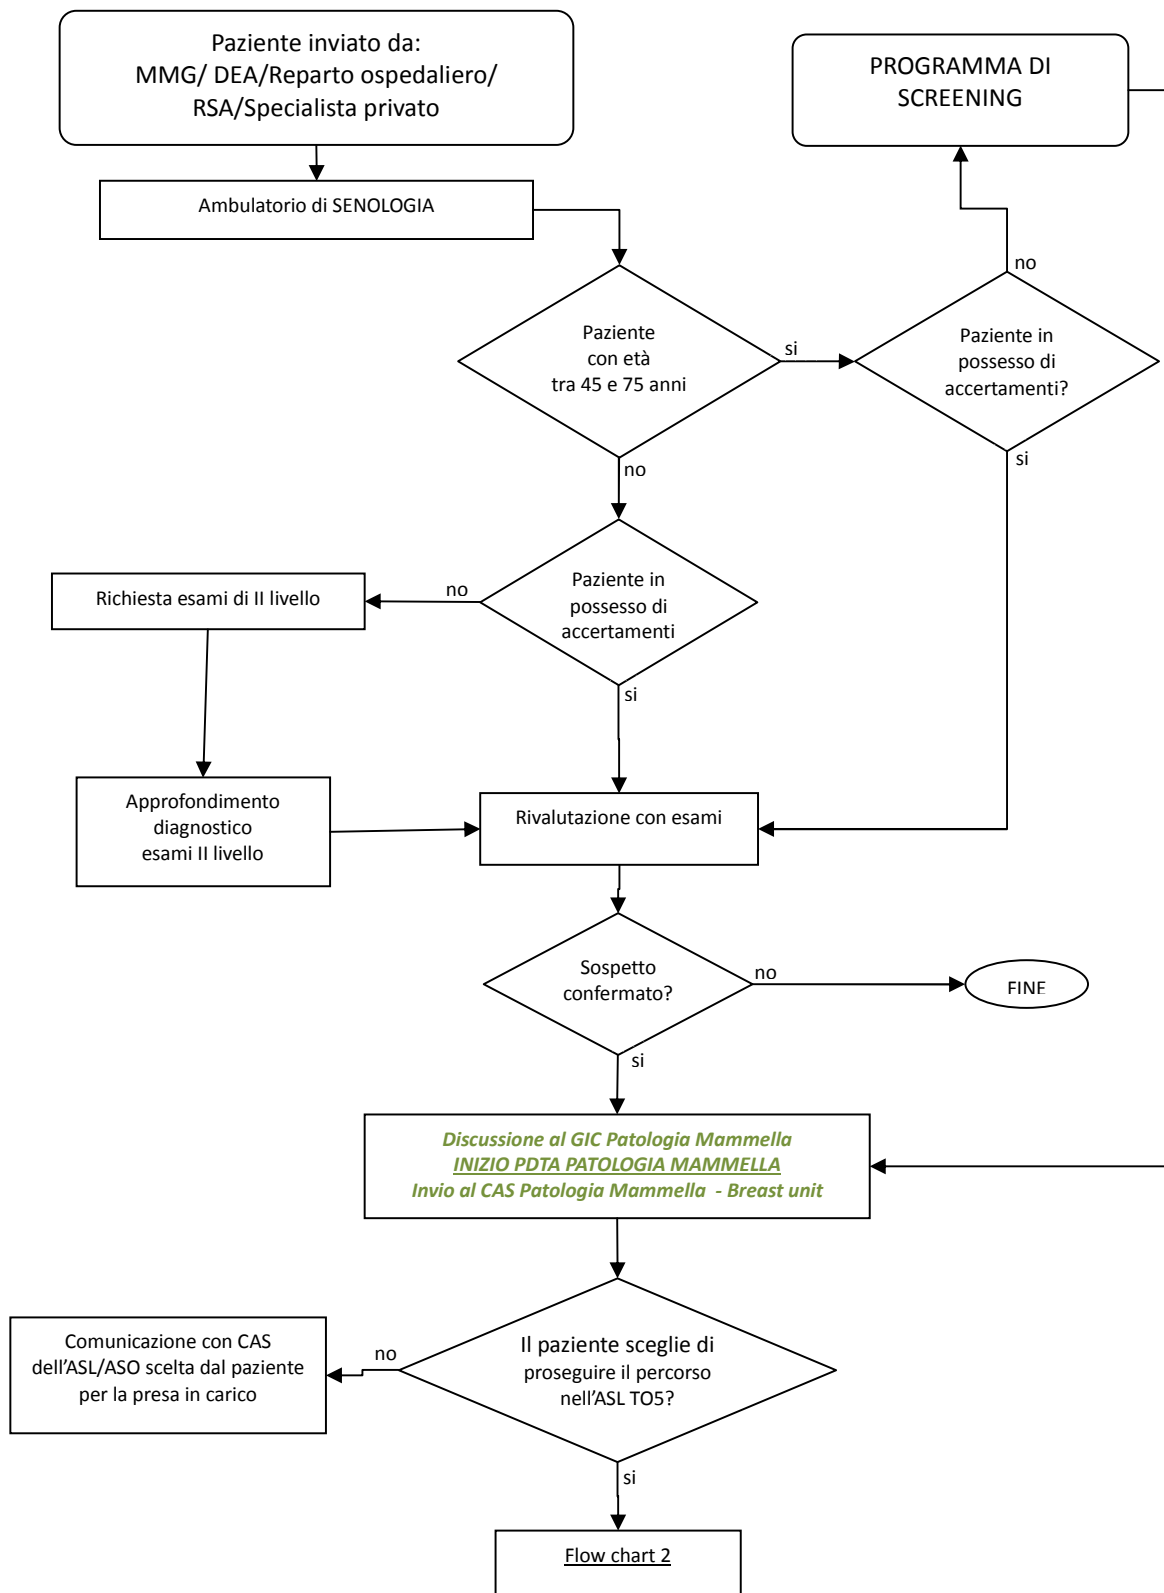 Paziente inviato da:
MMG/ DEA/Reparto ospedaliero/
RSA/Specialista privato
PROGRAMMA DI
SCREENING
Ambulatorio di SENOLOGIA
no
Paziente
con età
tra 45 e 75 anni
si
Paziente in
possesso di
accertamenti?
no
si
Richiesta esami di II livello
no
Paziente in
possesso di
accertamenti
si
Approfondimento
diagnostico
esami II livello
Rivalutazione con esami
Sospetto
confermato?
no
FINE
si
Discussione al GIC Patologia Mammella
INIZIO PDTA PATOLOGIA MAMMELLA
Invio al CAS Patologia Mammella - Breast unit
Comunicazione con CAS
dell'ASL/ASO scelta dal paziente
per la presa in carico
no
Il paziente sceglie di
proseguire il percorso
nell'ASL TO5?
si
Flow chart 2